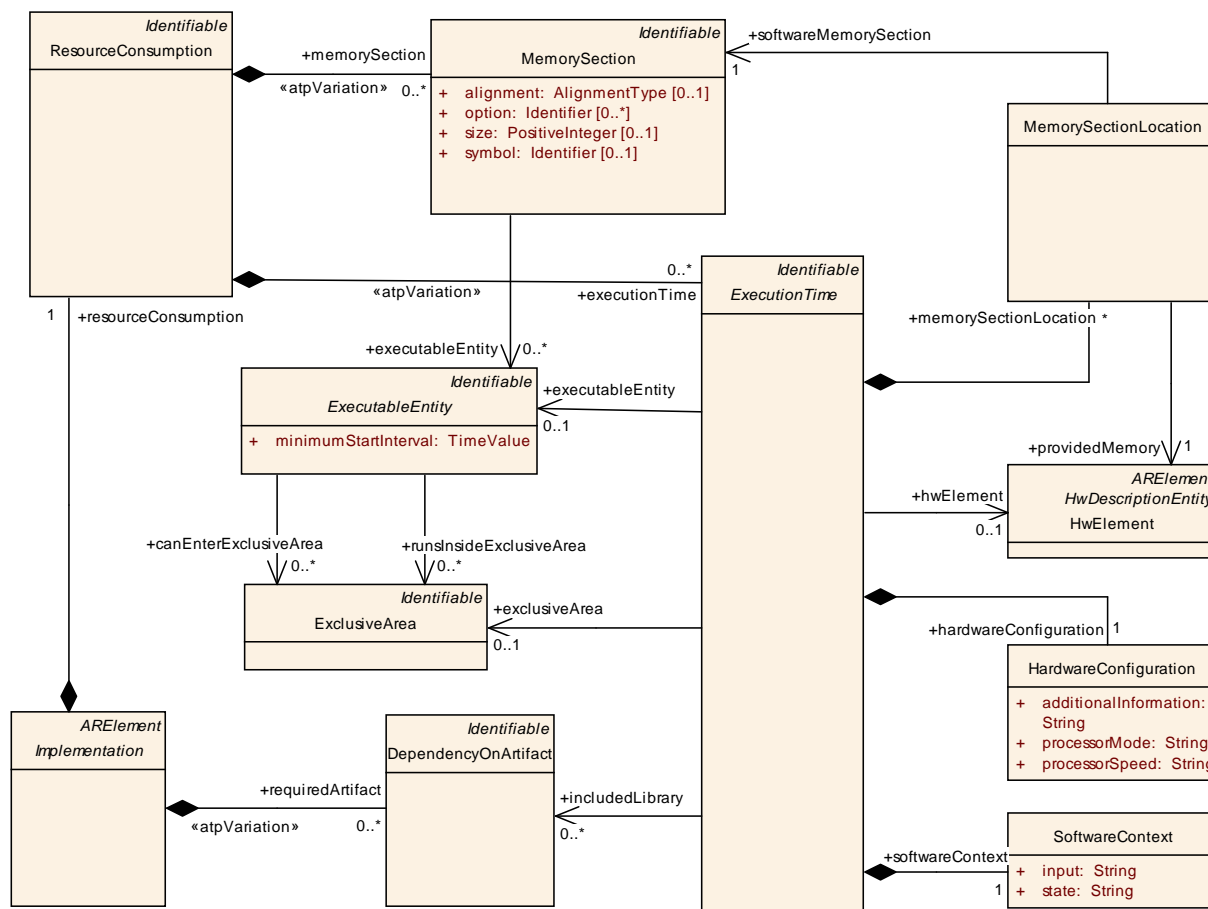 Identifiable
ResourceConsumption
+memorySection
«atpVariation»
0..*
Identifiable
MemorySection
+ alignment: AlignmentType [0..1]
+ option: Identifier [0..*]
+ size: PositiveInteger [0..1]
+ symbol: Identifier [0..1]
+softwareMemorySection
1
MemorySectionLocation
«atpVariation»
0..*
+executionTime
Identifiable
ExecutionTime
1
+resourceConsumption
+memorySectionLocation
*
+executableEntity
0..*
Identifiable
ExecutableEntity
+ minimumStartInterval: TimeValue
+executableEntity
0..1
+providedMemory
1
ARElemen
HwDescriptionEntity
HwElement
+hwElement
0..1
+canEnterExclusiveArea
0..*
+runsInsideExclusiveArea
0..*
Identifiable
ExclusiveArea
+exclusiveArea
0..1
+hardwareConfiguration
1
HardwareConfiguration
+ additionalInformation:
String
+ processorMode: String
+ processorSpeed: String
ARElement
Implementation
+requiredArtifact
«atpVariation»
0..*
Identifiable
DependencyOnArtifact
+includedLibrary
0..*
+softwareContext
1
SoftwareContext
+ input: String
+ state: String